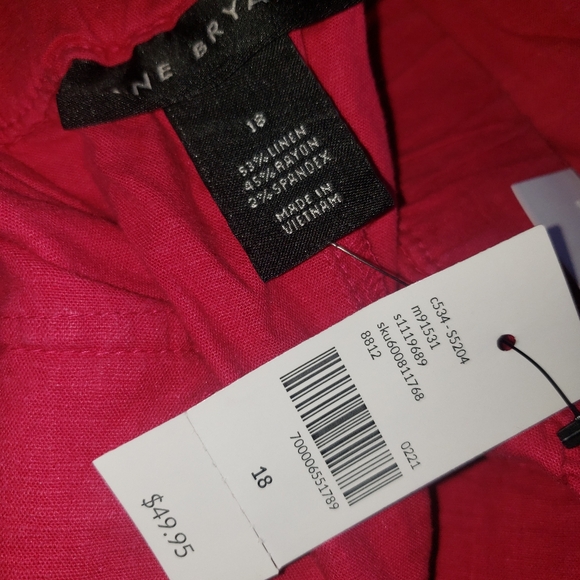 NE BRYA
18
53% LINEN
45% RAYON
2% SPANDEX
MADE IN
VIETNAM
c534 - S5204
m91531
s1119689
sku600811768
8812
0221
700006551789
18
$49.95